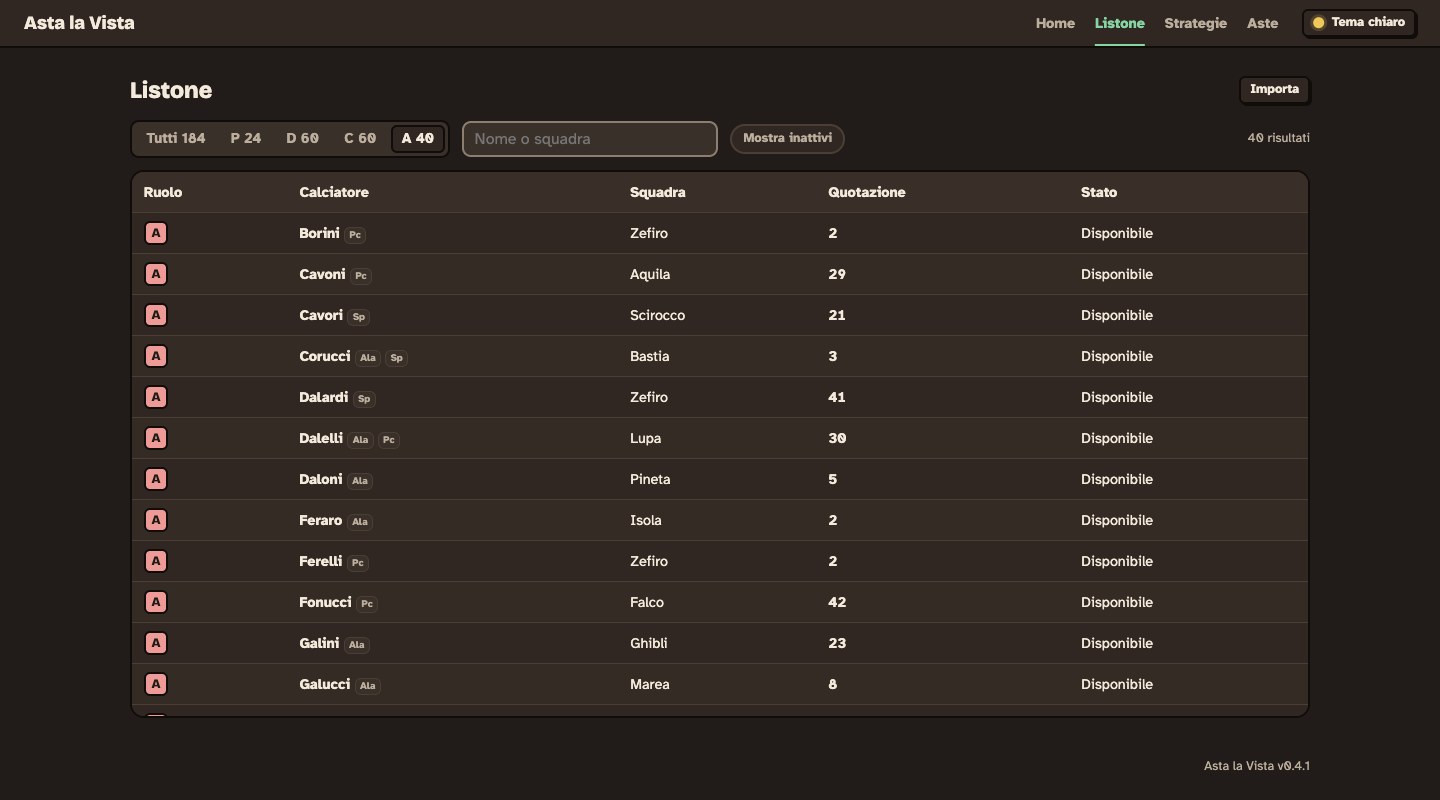 Asta la Vista
Home Listone Strategie Aste Tema chiaro
Listone
Importa
Tutti 184 P 24 D 60 C 60 A 40 Nome o squadra Mostra inattivi 40 risultati
Ruolo Calciatore Squadra Quotazione Stato
A Borini Pc Zefiro 2 Disponibile
A Cavoni Pc Aquila 29 Disponibile
A Cavori Sp Scirocco 21 Disponibile
A Corucci Ala Sp Bastia 3 Disponibile
A Dalardi Sp Zefiro 41 Disponibile
A Dalelli Ala Pc Lupa 30 Disponibile
A Daloni Ala Pineta 5 Disponibile
A Feraro Ala Isola 2 Disponibile
A Ferelli Pc Zefiro 2 Disponibile
A Fonucci Pc Falco 42 Disponibile
A Galini Ala Ghibli 23 Disponibile
A Galucci Ala Marea 8 Disponibile
Asta la Vista v0.4.1